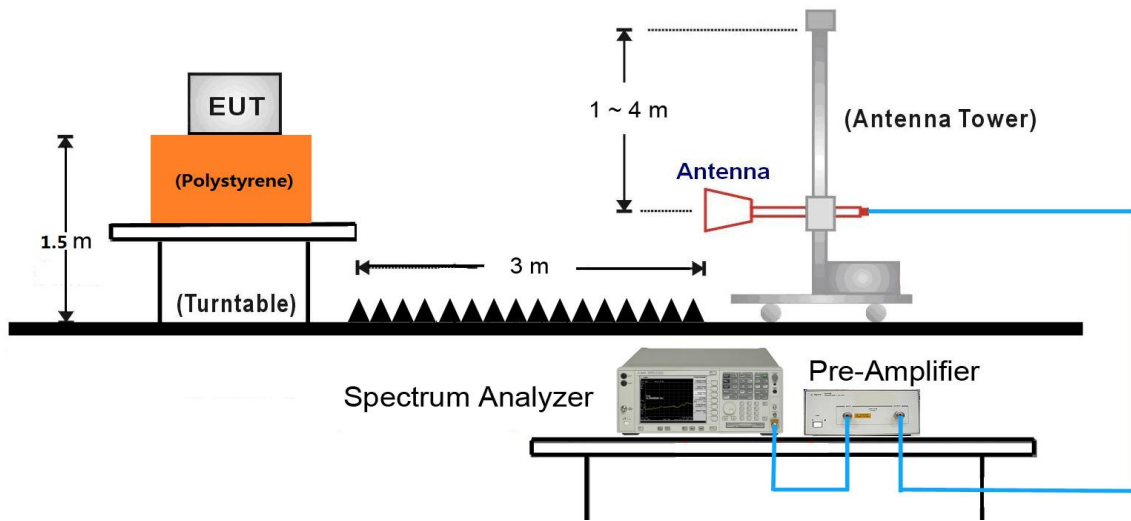 EUT
(Polystyrene)
1.5 m
(Turntable)
3 m
1 ~ 4 m
(Antenna Tower)
Antenna
Spectrum Analyzer
Pre-Amplifier